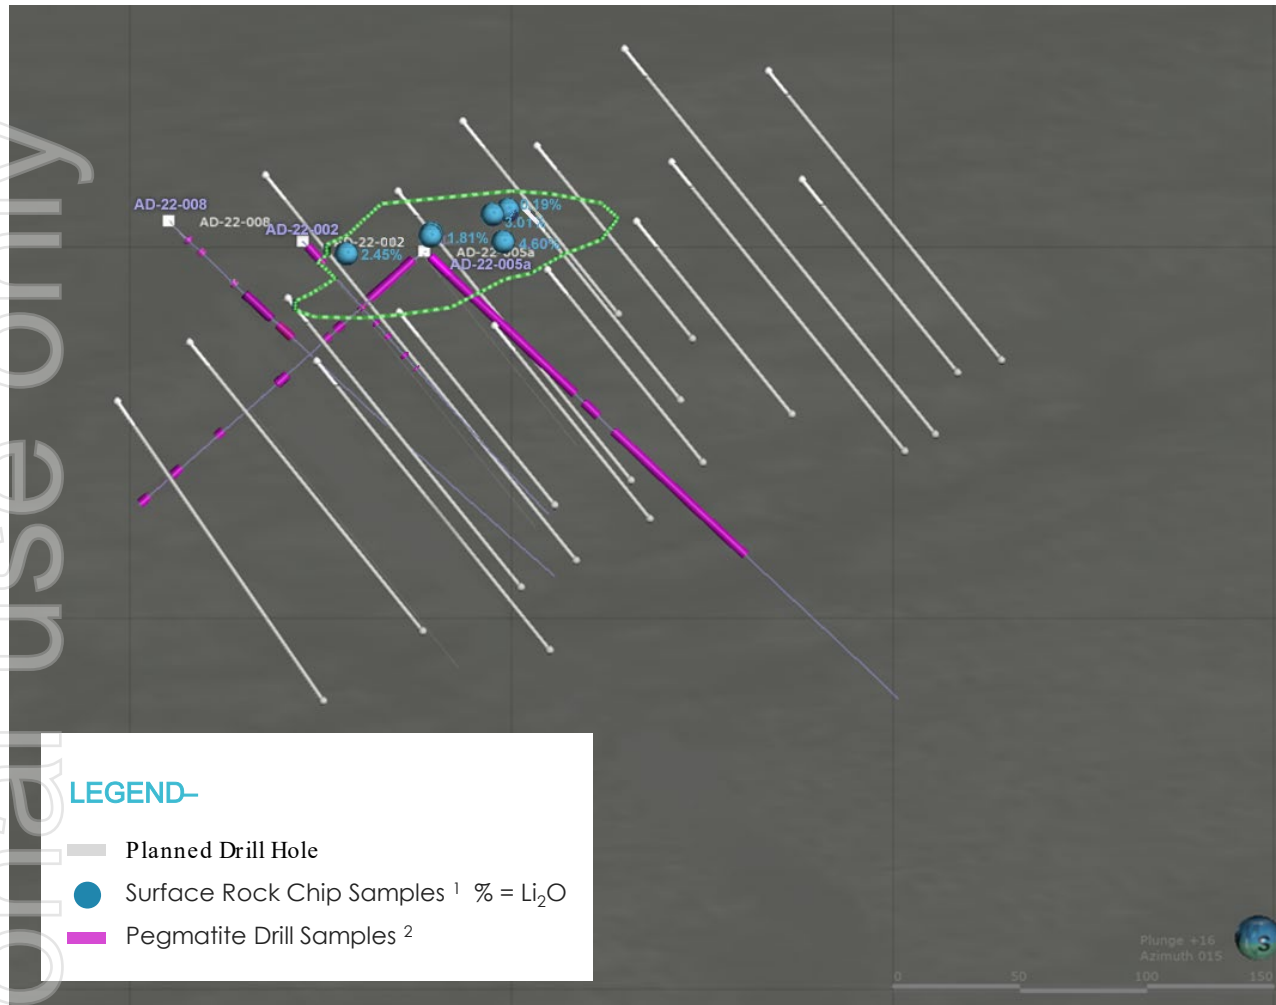 onal use only
AD-22-008
AD-22-008
AD-22-002
AD-22-002
2.45%
1.81%
0.19%
3.01%
4.60%
AD-22-005a
AD-22-005a
LEGEND–
Planned Drill Hole
Surface Rock Chip Samples ¹ % = Li₂O
Pegmatite Drill Samples ²
Plunge +16
Azimuth 015
S
0 50 100 150